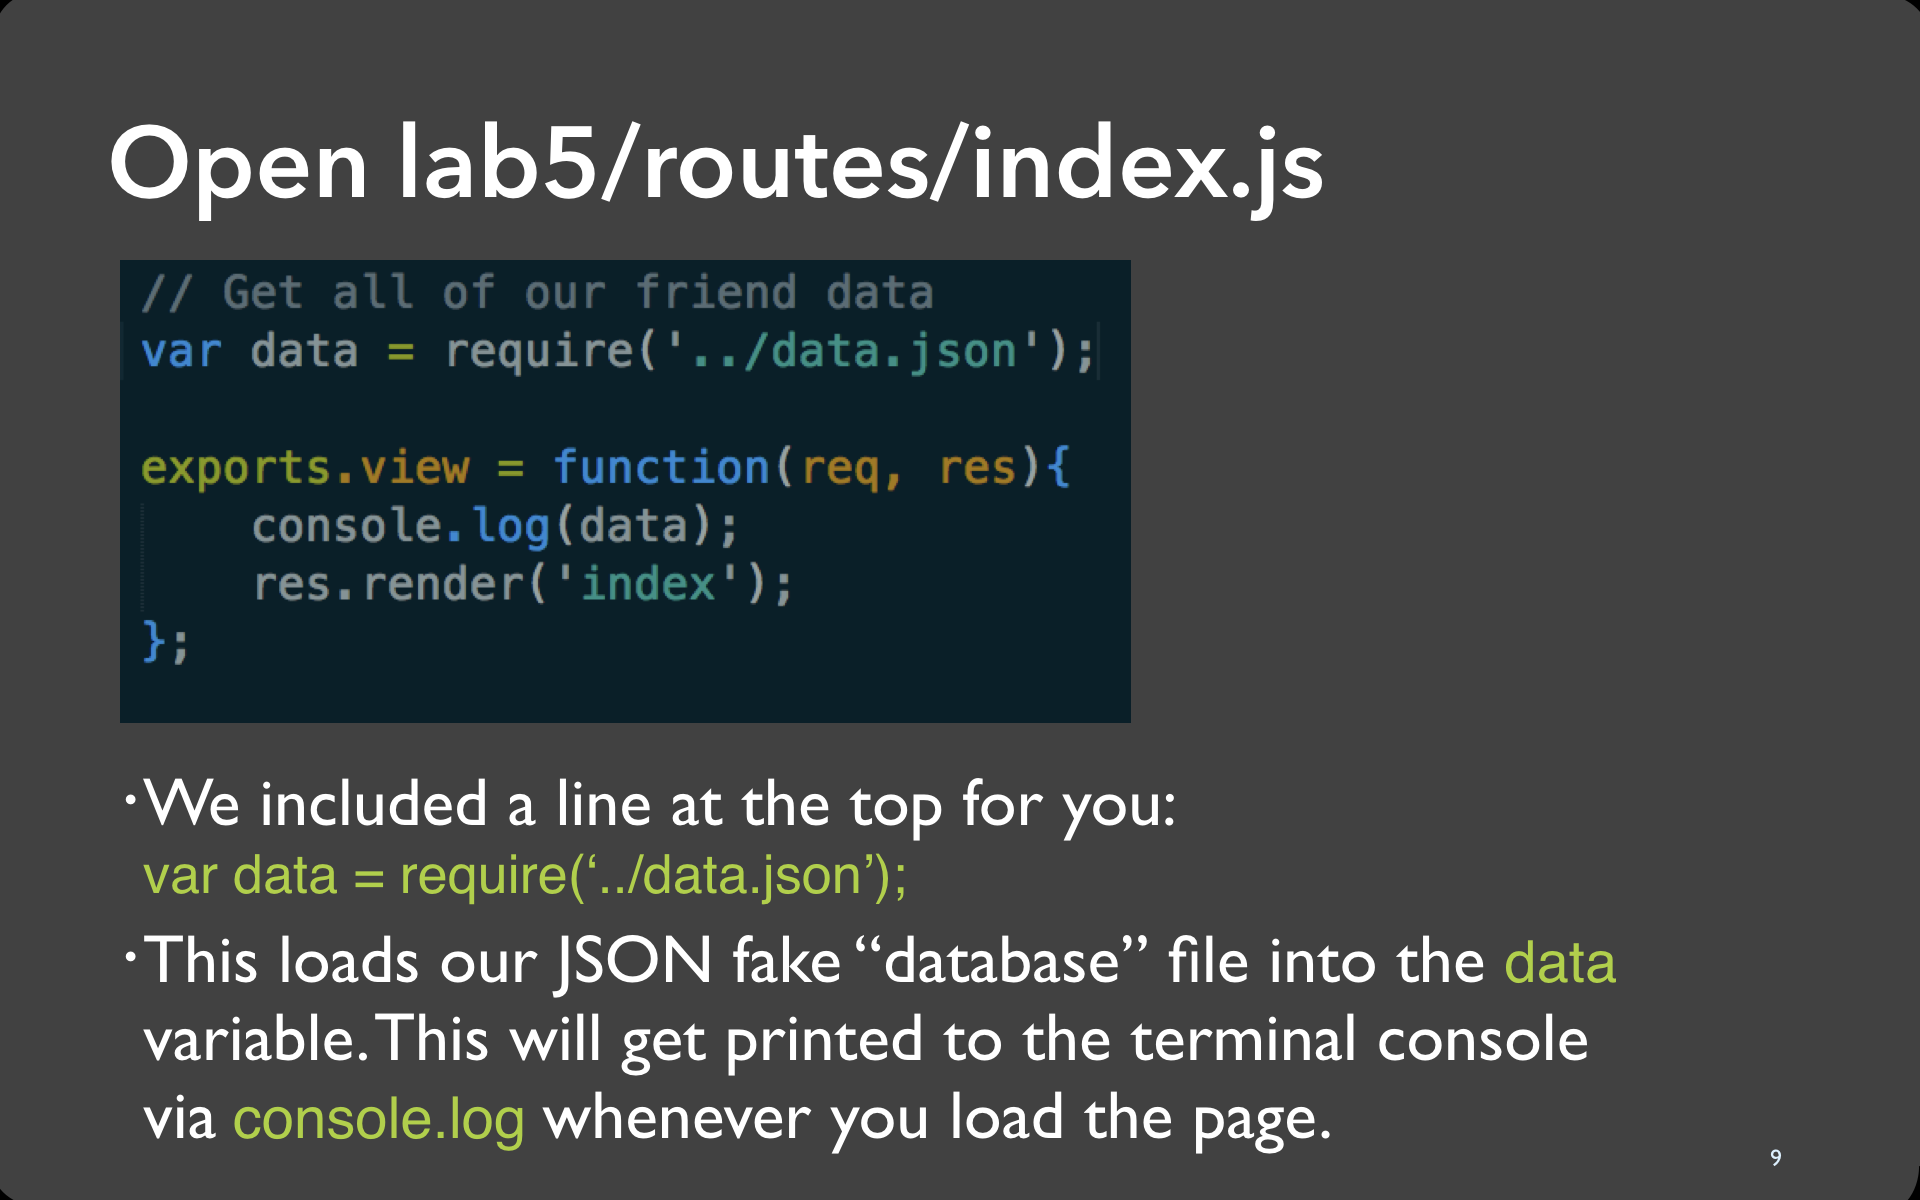 Open lab5/routes/index.js
// Get all of our friend data
var data = require('../data.json');
exports.view = function(req, res){
    console.log(data);
    res.render('index');
};
•We included a line at the top for you:
var data = require(‘../data.json’);
•This loads our JSON fake “database” file into the data
variable. This will get printed to the terminal console
via console.log whenever you load the page.
9